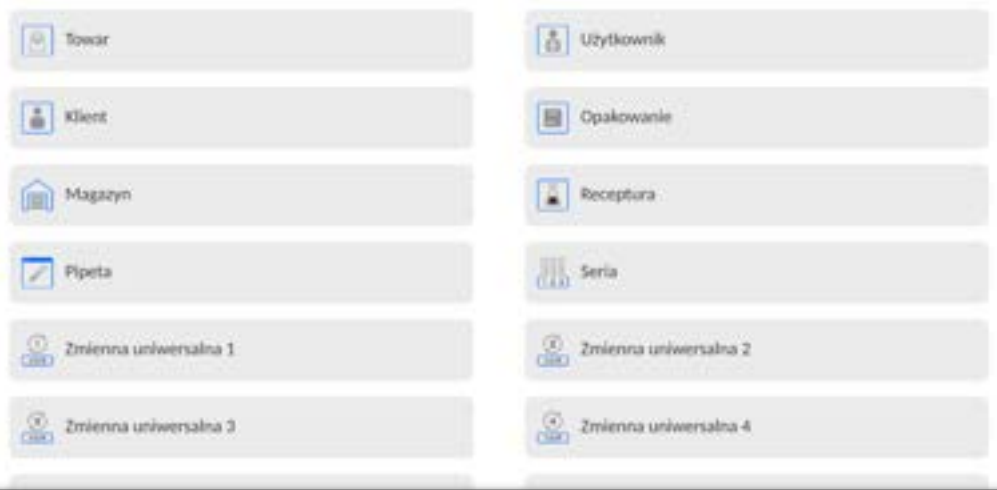 Towar
Użytkownik
Klient
Opakowanie
Magazyn
Receptura
Pipeta
Seria
Zmienna uniwersalna 1
Zmienna uniwersalna 2
Zmienna uniwersalna 3
Zmienna uniwersalna 4